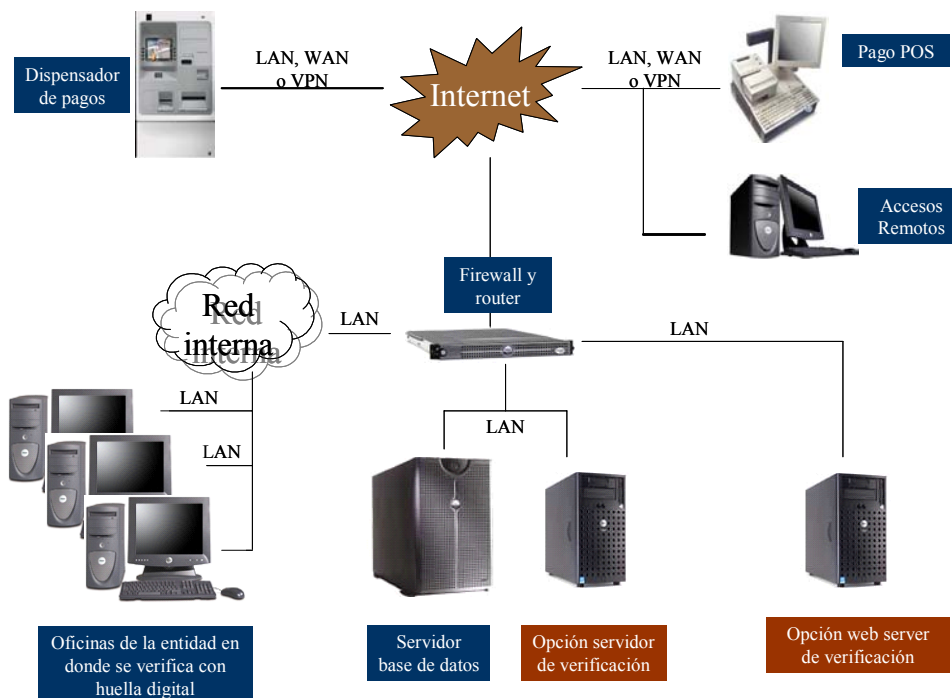 LAN, WAN
o VPN
Internet
LAN, WAN
o VPN
Dispensador
de pagos
Pago POS
Accesos
Remotos
Firewall y
router
Red
interna
LAN
LAN
LAN
LAN
LAN
Oficinas de la entidad en
donde se verifica con
huella digital
Servidor
base de datos
Opción servidor
de verificación
Opción web server
de verificación